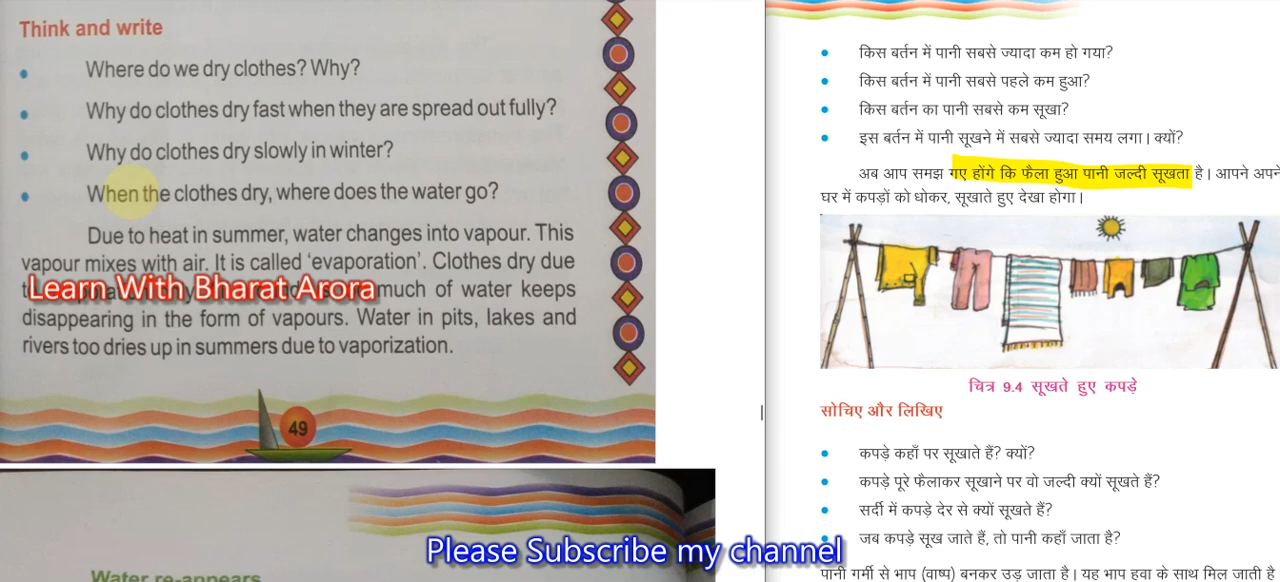 Think and write
Where do we dry clothes? Why?
Why do clothes dry fast when they are spread out fully?
Why do clothes dry slowly in winter?
When the clothes dry, where does the water go?
Due to heat in summer, water changes into vapour. This
vapour mixes with air. It is called 'evaporation'. Clothes dry due
Learn With Bharat Arora
much of water keeps
disappearing in the form of vapours. Water in pits, lakes and
rivers too dries up in summers due to vaporization.
49
Water re-appears
किस बर्तन में पानी सबसे ज्यादा कम हो गया?
किस बर्तन में पानी सबसे पहले कम हुआ?
किस बर्तन का पानी सबसे कम सूखा?
इस बर्तन में पानी सूखने में सबसे ज्यादा समय लगा। क्यों?
अब आप समझ गए होंगे कि फैला हुआ पानी जल्दी सूखता है। आपने अपने
घर में कपड़ों को धोकर, सूखाते हुए देखा होगा।
चित्र 9.4 सूखते हुए कपड़े
सोचिए और लिखिए
कपड़े कहाँ पर सूखाते हैं? क्यों?
कपड़े पूरे फैलाकर सूखाने पर वो जल्दी क्यों सूखते हैं?
सर्दी में कपड़े देर से क्यों सूखते हैं?
जब कपड़े सूख जाते हैं, तो पानी कहाँ जाता है?
पानी गर्मी से भाप (वाष्प) बनकर उड़ जाता है। यह भाप हवा के साथ मिल जाती है
Please Subscribe my channel